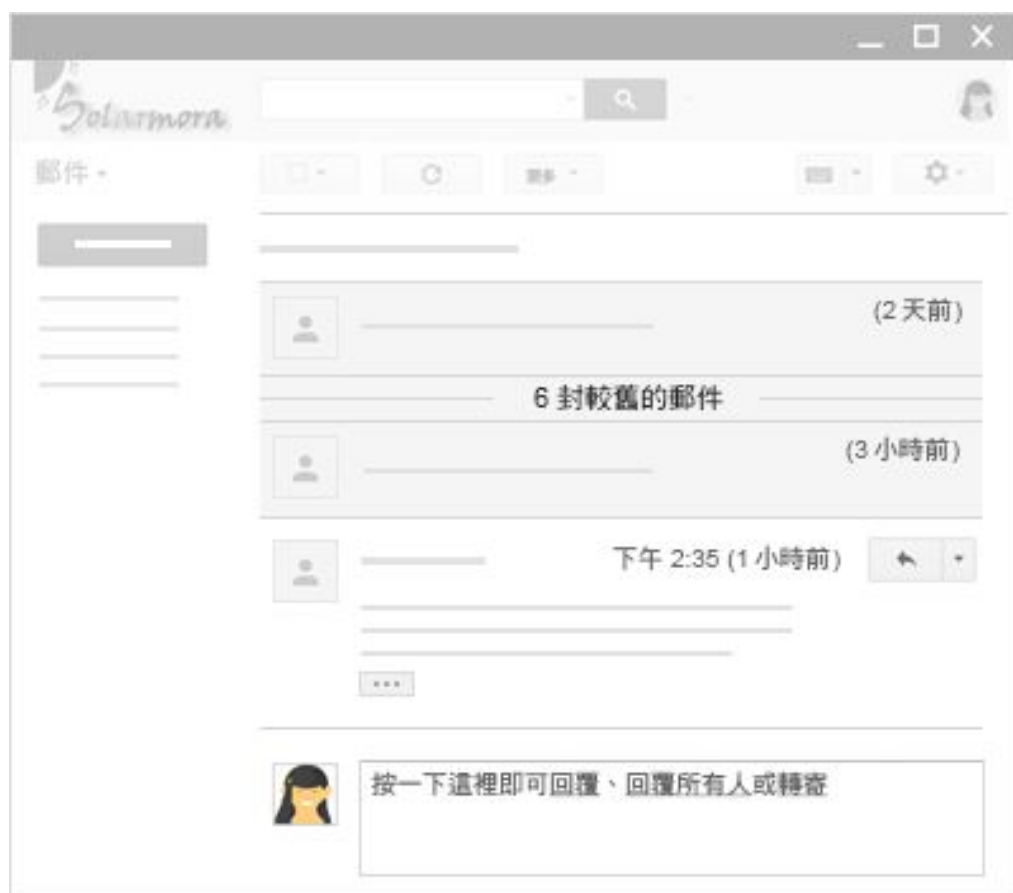 Solarmora
郵件
更多
(2 天前)
6 封較舊的郵件
(3 小時前)
下午 2:35 (1 小時前)
按一下這裡即可回覆、回覆所有人或轉寄